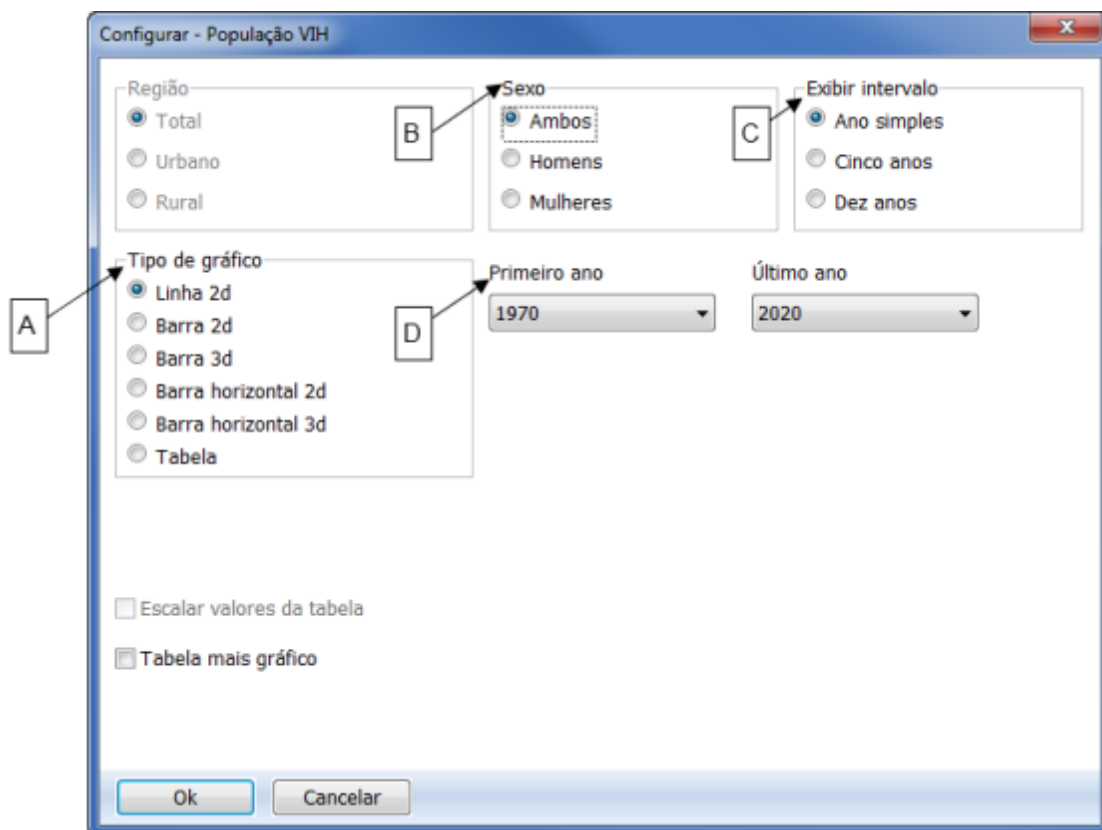 Configurar - População VIH
Região
Total
Urbano
Rural
B
Sexo
Ambos
Homens
Mulheres
C
Exibir intervalo
Ano simples
Cinco anos
Dez anos
A
Tipo de gráfico
Linha 2d
Barra 2d
Barra 3d
Barra horizontal 2d
Barra horizontal 3d
Tabela
D
Primeiro ano
1970
Último ano
2020
Escalar valores da tabela
Tabela mais gráfico
Ok
Cancelar